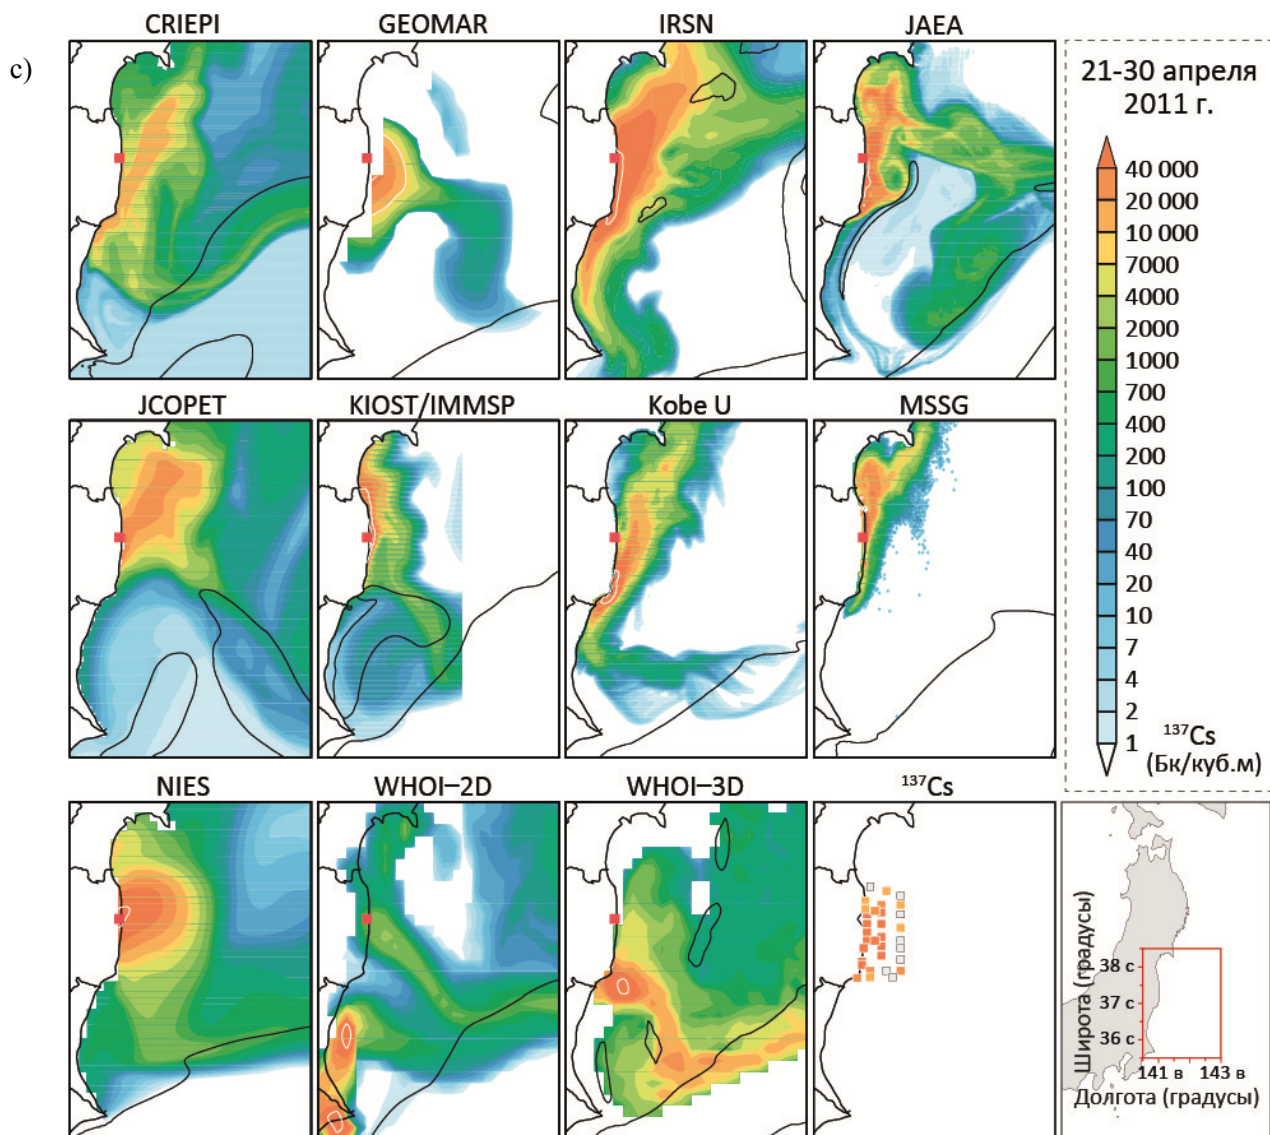 c)
CRIEPI
GEOMAR
IRSN
JAEA
21-30 апреля
2011 г.
40 000
20 000
10 000
7000
4000
2000
1000
700
400
200
100
70
40
20
10
7
4
2
1
¹³⁷Cs
(Бк/куб.м)
JCOPET
KIOST/IMMSP
Kobe U
MSSG
NIES
WHOI–2D
WHOI–3D
¹³⁷Cs
Широта (градусы)
38 с
37 с
36 с
141 в
143 в
Долгота (градусы)